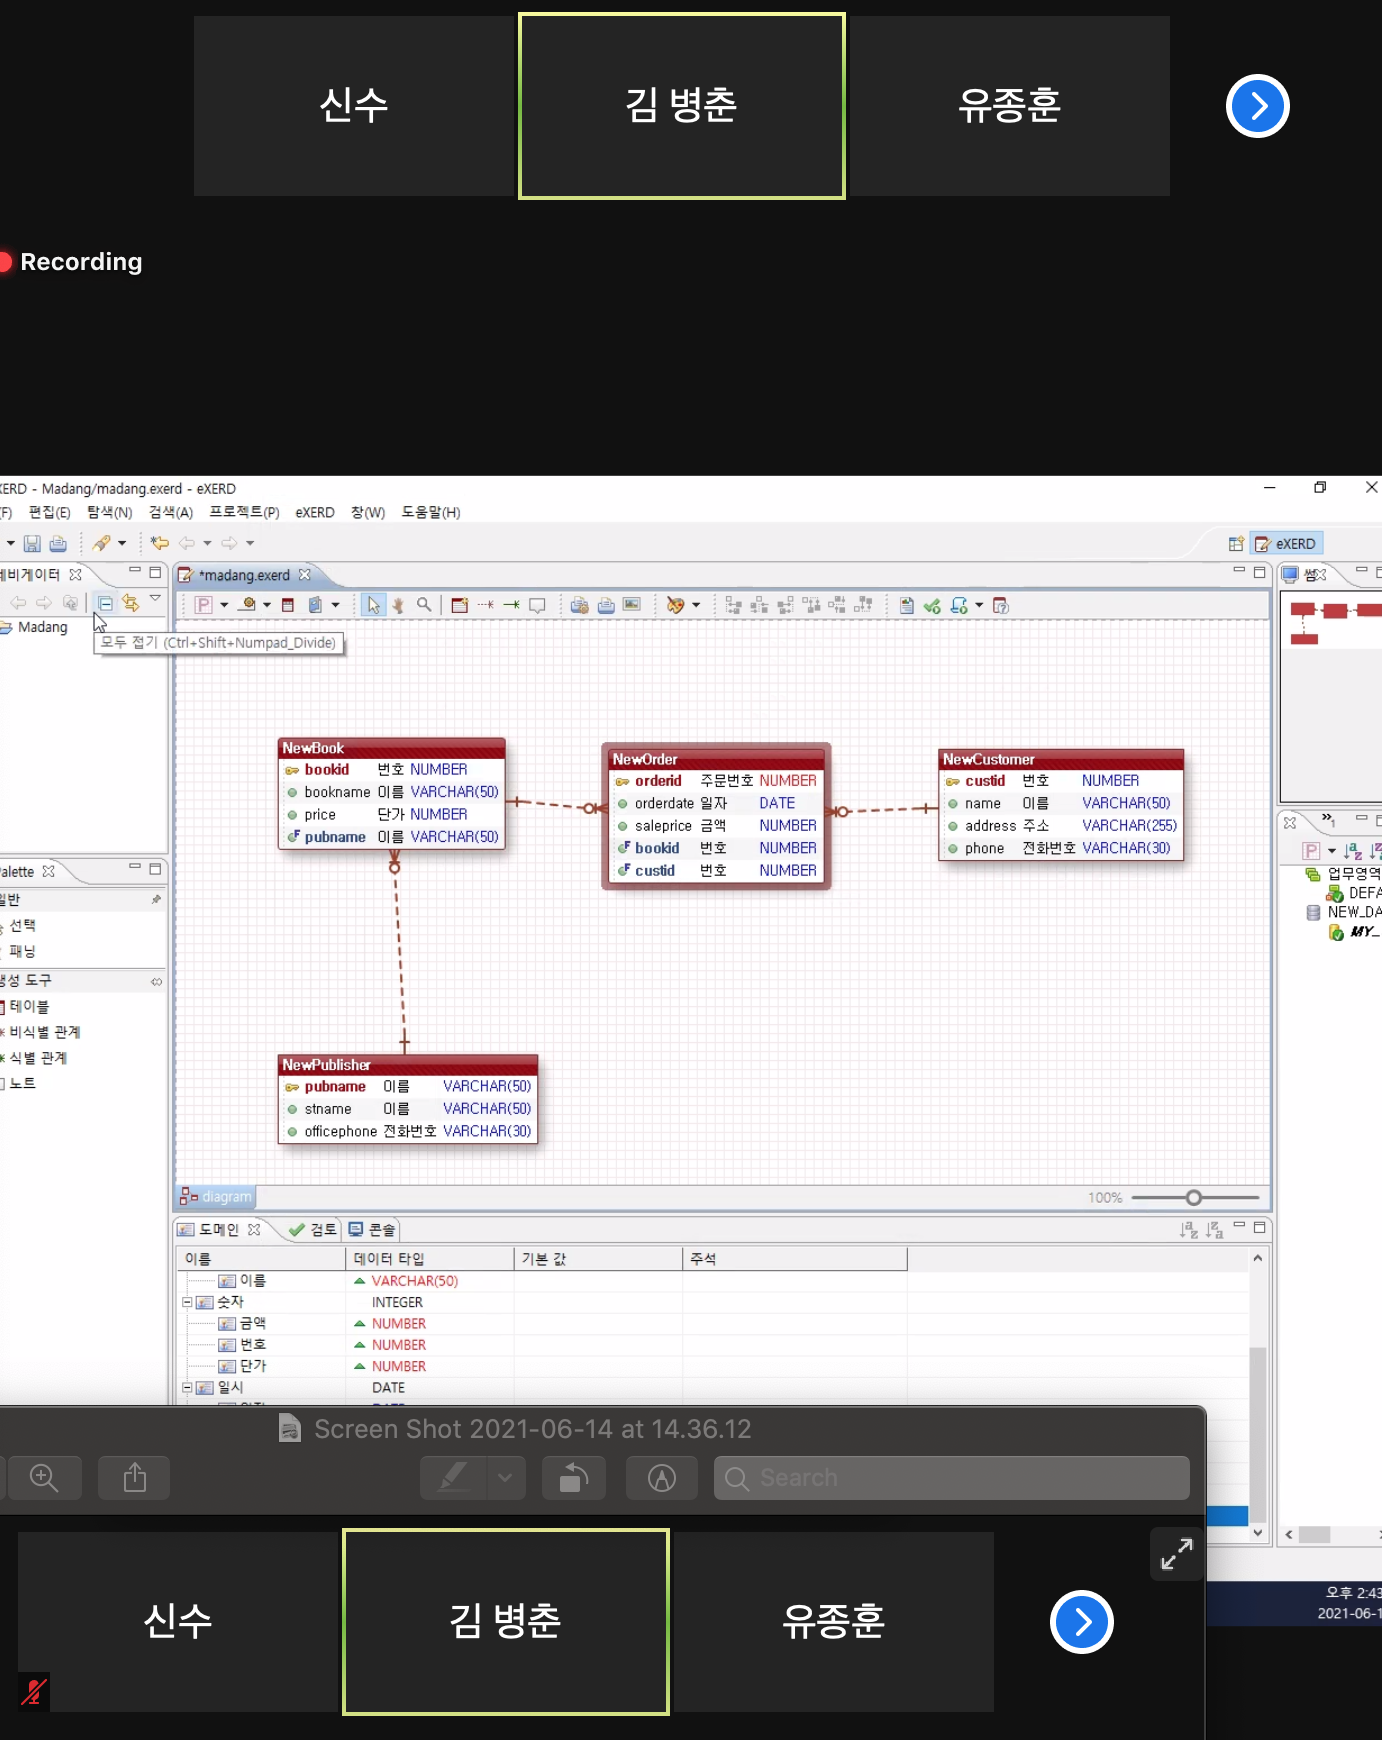 신수
김 병춘
유종훈
Recording
XERD - Madang/madang.exerd - eXERD
(F) 편집(E) 탐색(N) 검색(A) 프로젝트(P) eXERD 창(W) 도움말(H)
eXERD
비게이터
*madang.exerd
Madang
모두 접기 (Ctrl+Shift+Numpad_Divide)
NewBook
bookid 번호 NUMBER
bookname 이름 VARCHAR(50)
price 단가 NUMBER
pubname 이름 VARCHAR(50)
NewOrder
orderid 주문번호 NUMBER
orderdate 일자 DATE
saleprice 금액 NUMBER
bookid 번호 NUMBER
custid 번호 NUMBER
NewCustomer
custid 번호 NUMBER
name 이름 VARCHAR(50)
address 주소 VARCHAR(255)
phone 전화번호 VARCHAR(30)
NewPublisher
pubname 이름 VARCHAR(50)
stname 이름 VARCHAR(50)
officephone 전화번호 VARCHAR(30)
alette
일반
선택
패닝
생성 도구
테이블
비식별 관계
식별 관계
노트
업무영역
DEFA
NEW_DA
MY_
diagram
100%
도메인 검토 콘솔
이름 데이터 타입 기본 값 주석
이름 VARCHAR(50)
숫자 INTEGER
금액 NUMBER
번호 NUMBER
단가 NUMBER
일시 DATE
Screen Shot 2021-06-14 at 14.36.12
Search
신수
김 병춘
유종훈
오후 2:43
2021-06-1